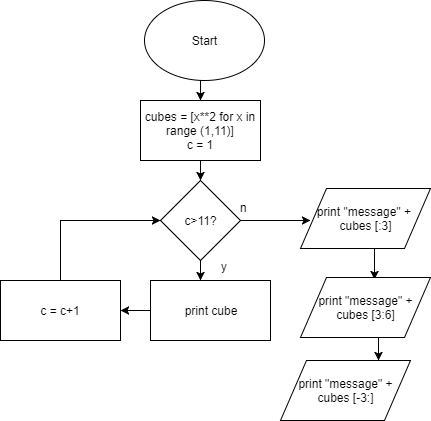 Start
cubes = [x**2 for x in
range (1,11)]
c = 1
c>11?
n
y
print "message" +
cubes [:3]
print "message" +
cubes [3:6]
print "message" +
cubes [-3:]
c = c+1
print cube